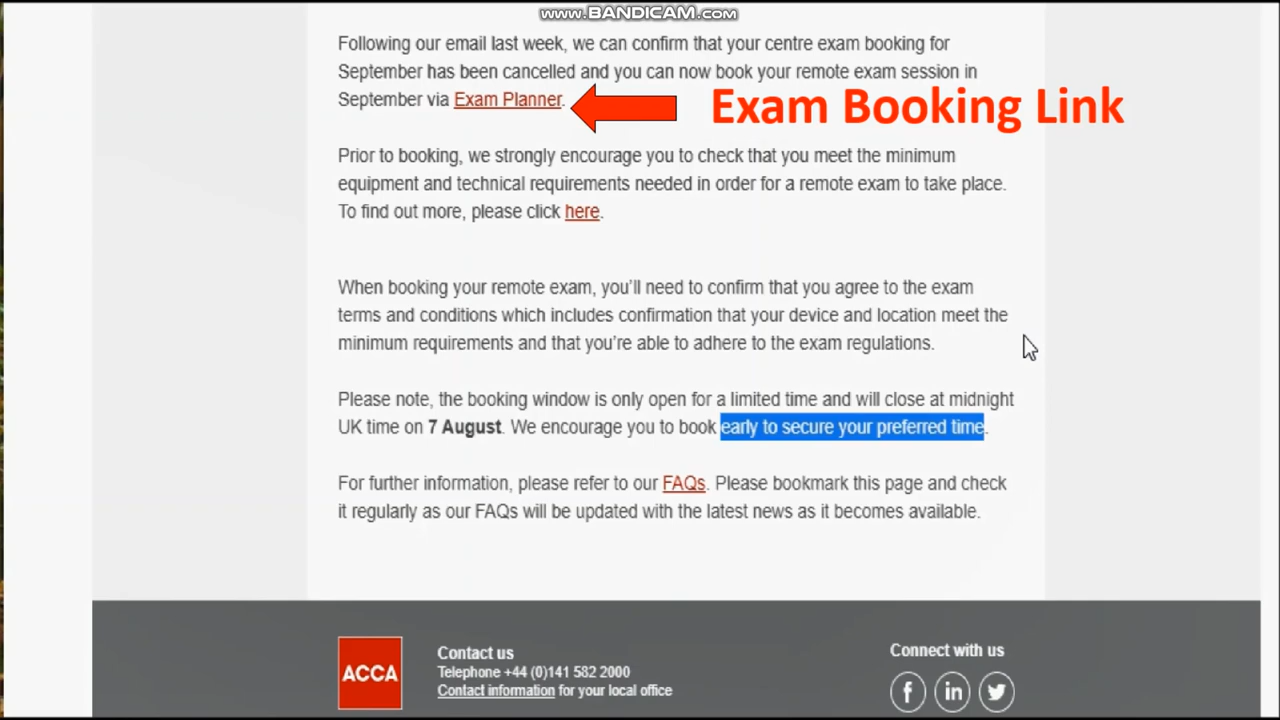 www.BANDICAM.com
Following our email last week, we can confirm that your centre exam booking for
September has been cancelled and you can now book your remote exam session in
September via Exam Planner.
Exam Booking Link
Prior to booking, we strongly encourage you to check that you meet the minimum
equipment and technical requirements needed in order for a remote exam to take place.
To find out more, please click here.
When booking your remote exam, you'll need to confirm that you agree to the exam
terms and conditions which includes confirmation that your device and location meet the
minimum requirements and that you're able to adhere to the exam regulations.
Please note, the booking window is only open for a limited time and will close at midnight
UK time on 7 August. We encourage you to book early to secure your preferred time.
For further information, please refer to our FAQs. Please bookmark this page and check
it regularly as our FAQs will be updated with the latest news as it becomes available.
ACCA
Contact us
Telephone +44 (0)141 582 2000
Contact information for your local office
Connect with us
f in